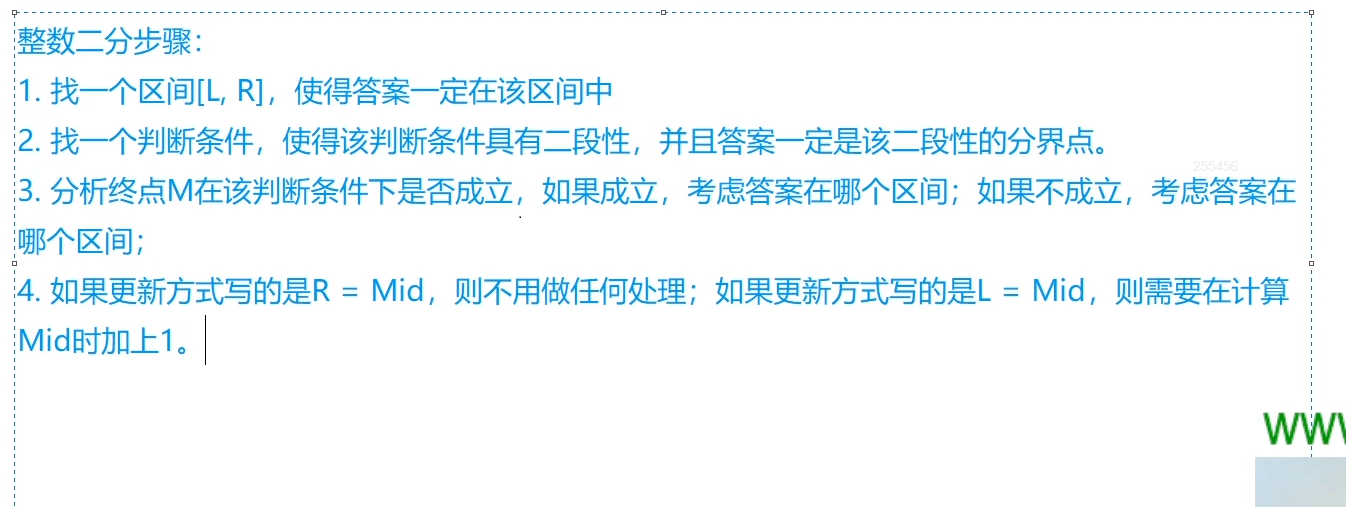 整数二分步骤：
1. 找一个区间[L, R]，使得答案一定在该区间中
2. 找一个判断条件，使得该判断条件具有二段性，并且答案一定是该二段性的分界点。
255456
3. 分析终点M在该判断条件下是否成立，如果成立，考虑答案在哪个区间；如果不成立，考虑答案在
哪个区间；
4. 如果更新方式写的是R = Mid，则不用做任何处理；如果更新方式写的是L = Mid，则需要在计算
Mid时加上1。